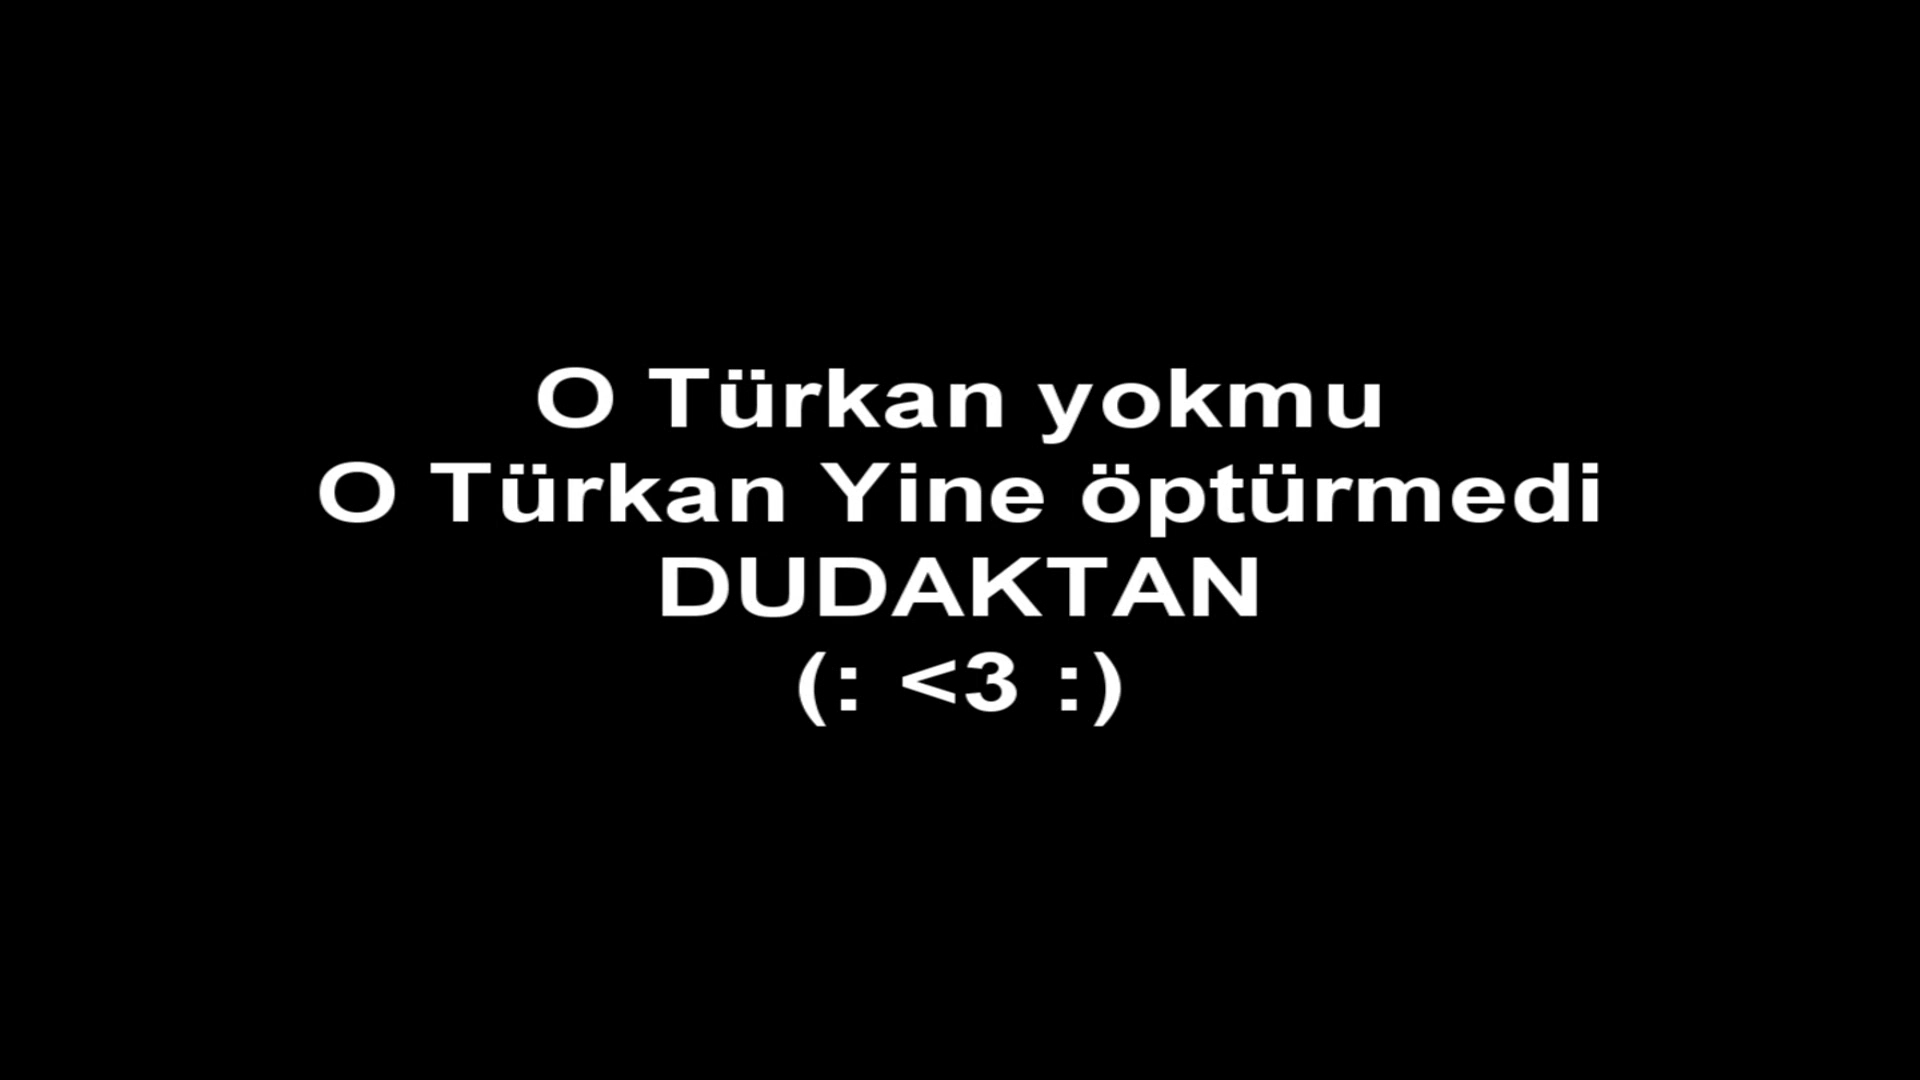 O Türkan yokmu
O Türkan Yine öptürmedi
DUDAKTAN
(: <3 :)